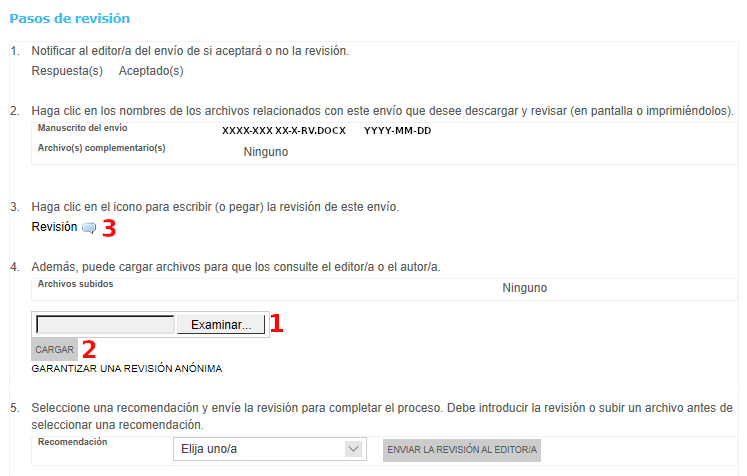 Pasos de revisión
1. Notificar al editor/a del envío de si aceptará o no la revisión.
Respuesta(s) Aceptado(s)
2. Haga clic en los nombres de los archivos relacionados con este envío que desee descargar y revisar (en pantalla o imprimiéndolos).
Manuscrito del envío XXXX-XXX XX-X-RV.DOCX YYYY-MM-DD
Archivo(s) complementario(s) Ninguno
3. Haga clic en el icono para escribir (o pegar) la revisión de este envío.
Revisión 3
4. Además, puede cargar archivos para que los consulte el editor/a o el autor/a.
Archivos subidos Ninguno
Examinar... 1
CARGAR 2
GARANTIZAR UNA REVISIÓN ANÓNIMA
5. Seleccione una recomendación y envíe la revisión para completar el proceso. Debe introducir la revisión o subir un archivo antes de
seleccionar una recomendación.
Recomendación Elija uno/a ENVIAR LA REVISIÓN AL EDITOR/A